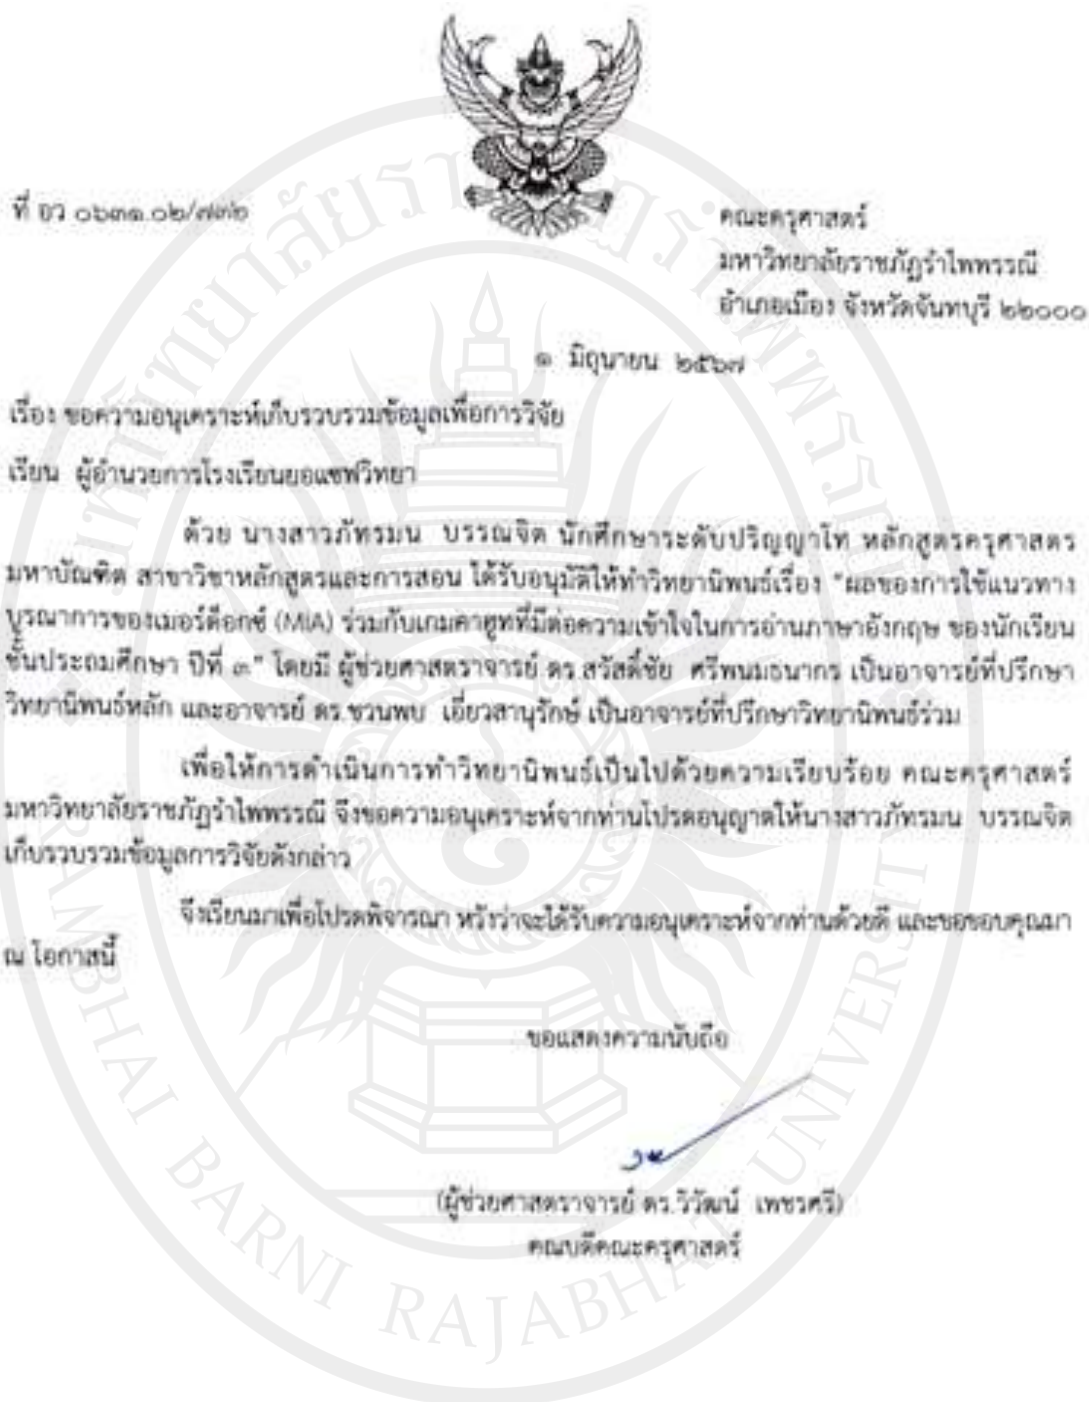 ที่ อว ๐๖๓๑.๐๒/๗๓๒
คณะครุศาสตร์
มหาวิทยาลัยราชภัฏรำไพพรรณี
อำเภอเมือง จังหวัดจันทบุรี ๒๒๐๐๐
๑ มิถุนายน ๒๕๖๗
เรื่อง ขอความอนุเคราะห์เก็บรวบรวมข้อมูลเพื่อการวิจัย
เรียน ผู้อำนวยการโรงเรียนยอแซฟวิทยา
ด้วย นางสาวภัทรมน บรรณจิต นักศึกษาระดับปริญญาโท หลักสูตรครุศาสตร
มหาบัณฑิต สาขาวิชาหลักสูตรและการสอน ได้รับอนุมัติให้ทำวิทยานิพนธ์เรื่อง "ผลของการใช้แนวทาง
บูรณาการของเมอร์ด็อกซ์ (MIA) ร่วมกับเกมคาฮูทที่มีต่อความเข้าใจในการอ่านภาษาอังกฤษ ของนักเรียน
ชั้นประถมศึกษา ปีที่ ๓" โดยมี ผู้ช่วยศาสตราจารย์ ดร.สวัสดิ์ชัย ศรีพนมธนากร เป็นอาจารย์ที่ปรึกษา
วิทยานิพนธ์หลัก และอาจารย์ ดร.ชวนพบ เอี่ยวสานุรักษ์ เป็นอาจารย์ที่ปรึกษาวิทยานิพนธ์ร่วม
เพื่อให้การดำเนินการทำวิทยานิพนธ์เป็นไปด้วยความเรียบร้อย คณะครุศาสตร์
มหาวิทยาลัยราชภัฏรำไพพรรณี จึงขอความอนุเคราะห์จากท่านโปรดอนุญาตให้นางสาวภัทรมน บรรณจิต
เก็บรวบรวมข้อมูลการวิจัยดังกล่าว
จึงเรียนมาเพื่อโปรดพิจารณา หวังว่าจะได้รับความอนุเคราะห์จากท่านด้วยดี และขอขอบคุณมา
ณ โอกาสนี้
ขอแสดงความนับถือ
(ผู้ช่วยศาสตราจารย์ ดร.วิวัฒน์ เพชรศรี)
คณบดีคณะครุศาสตร์
มหาวิทยาลัยราชภัฏรำไพพรรณี
RAMBHAI BARNI RAJABHAT UNIVERSITY